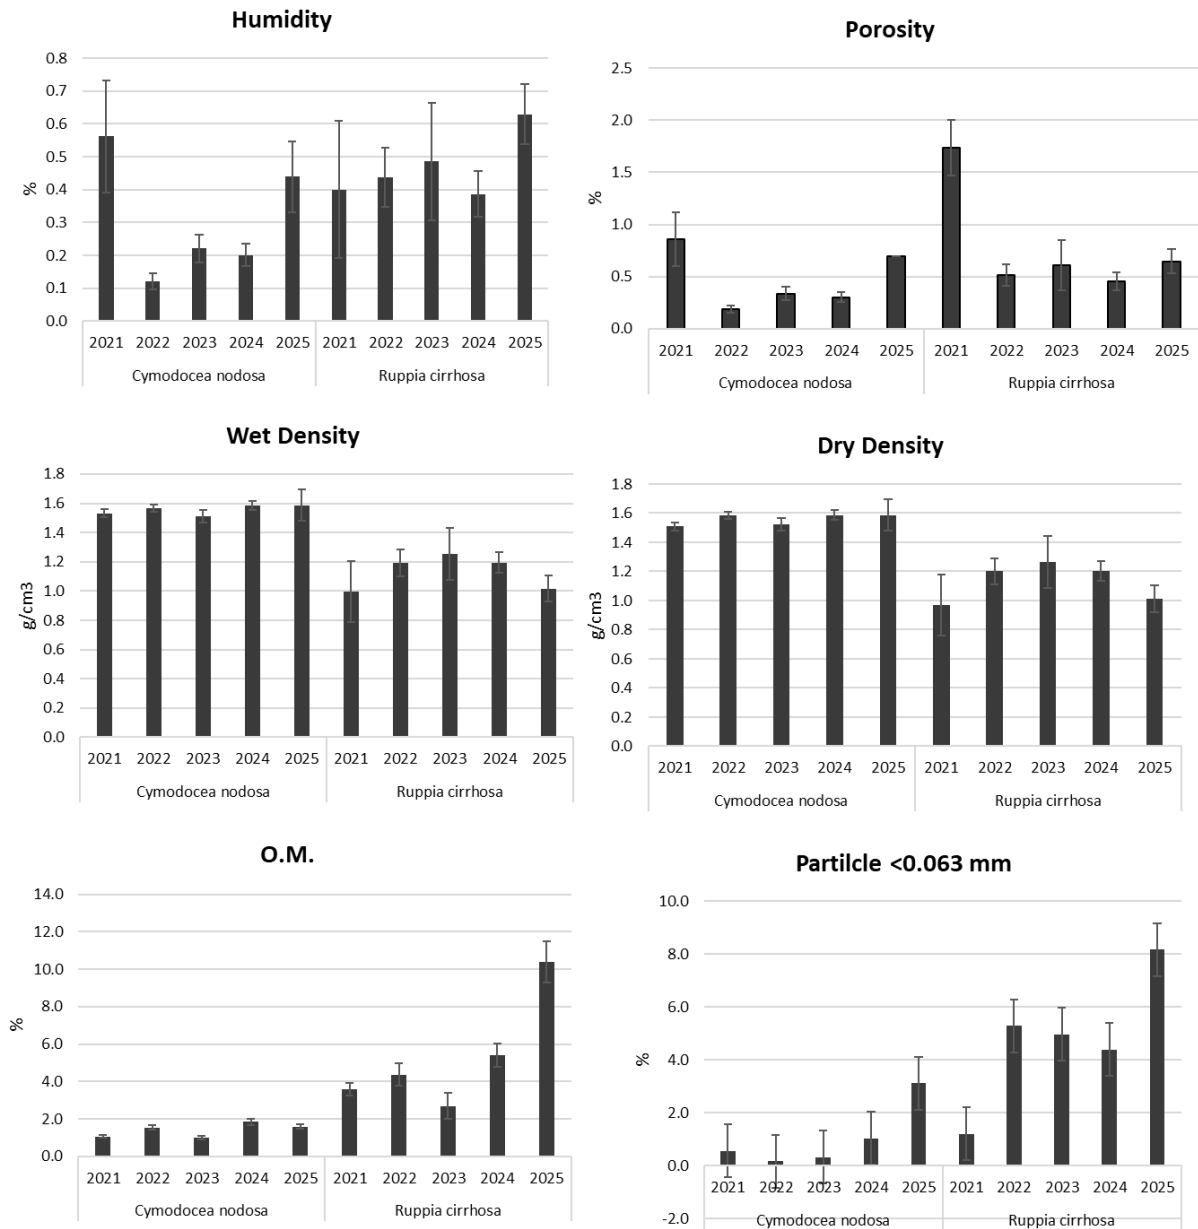 Humidity
0.8
0.7
0.6
0.5
0.4
0.3
0.2
0.1
0.0
%
2021 2022 2023 2024 2025 2021 2022 2023 2024 2025
Cymodocea nodosa Ruppia cirrhosa
Porosity
2.5
2.0
1.5
1.0
0.5
0.0
%
2021 2022 2023 2024 2025 2021 2022 2023 2024 2025
Cymodocea nodosa Ruppia cirrhosa
Wet Density
1.8
1.6
1.4
1.2
1.0
0.8
0.6
0.4
0.2
0.0
g/cm3
2021 2022 2023 2024 2025 2021 2022 2023 2024 2025
Cymodocea nodosa Ruppia cirrhosa
Dry Density
1.8
1.6
1.4
1.2
1.0
0.8
0.6
0.4
0.2
0.0
g/cm3
2021 2022 2023 2024 2025 2021 2022 2023 2024 2025
Cymodocea nodosa Ruppia cirrhosa
O.M.
14.0
12.0
10.0
8.0
6.0
4.0
2.0
0.0
%
2021 2022 2023 2024 2025 2021 2022 2023 2024 2025
Cymodocea nodosa Ruppia cirrhosa
Partilcle <0.063 mm
10.0
8.0
6.0
4.0
2.0
0.0
-2.0
%
2021 2022 2023 2024 2025 2021 2022 2023 2024 2025
Cymodocea nodosa Ruppia cirrhosa